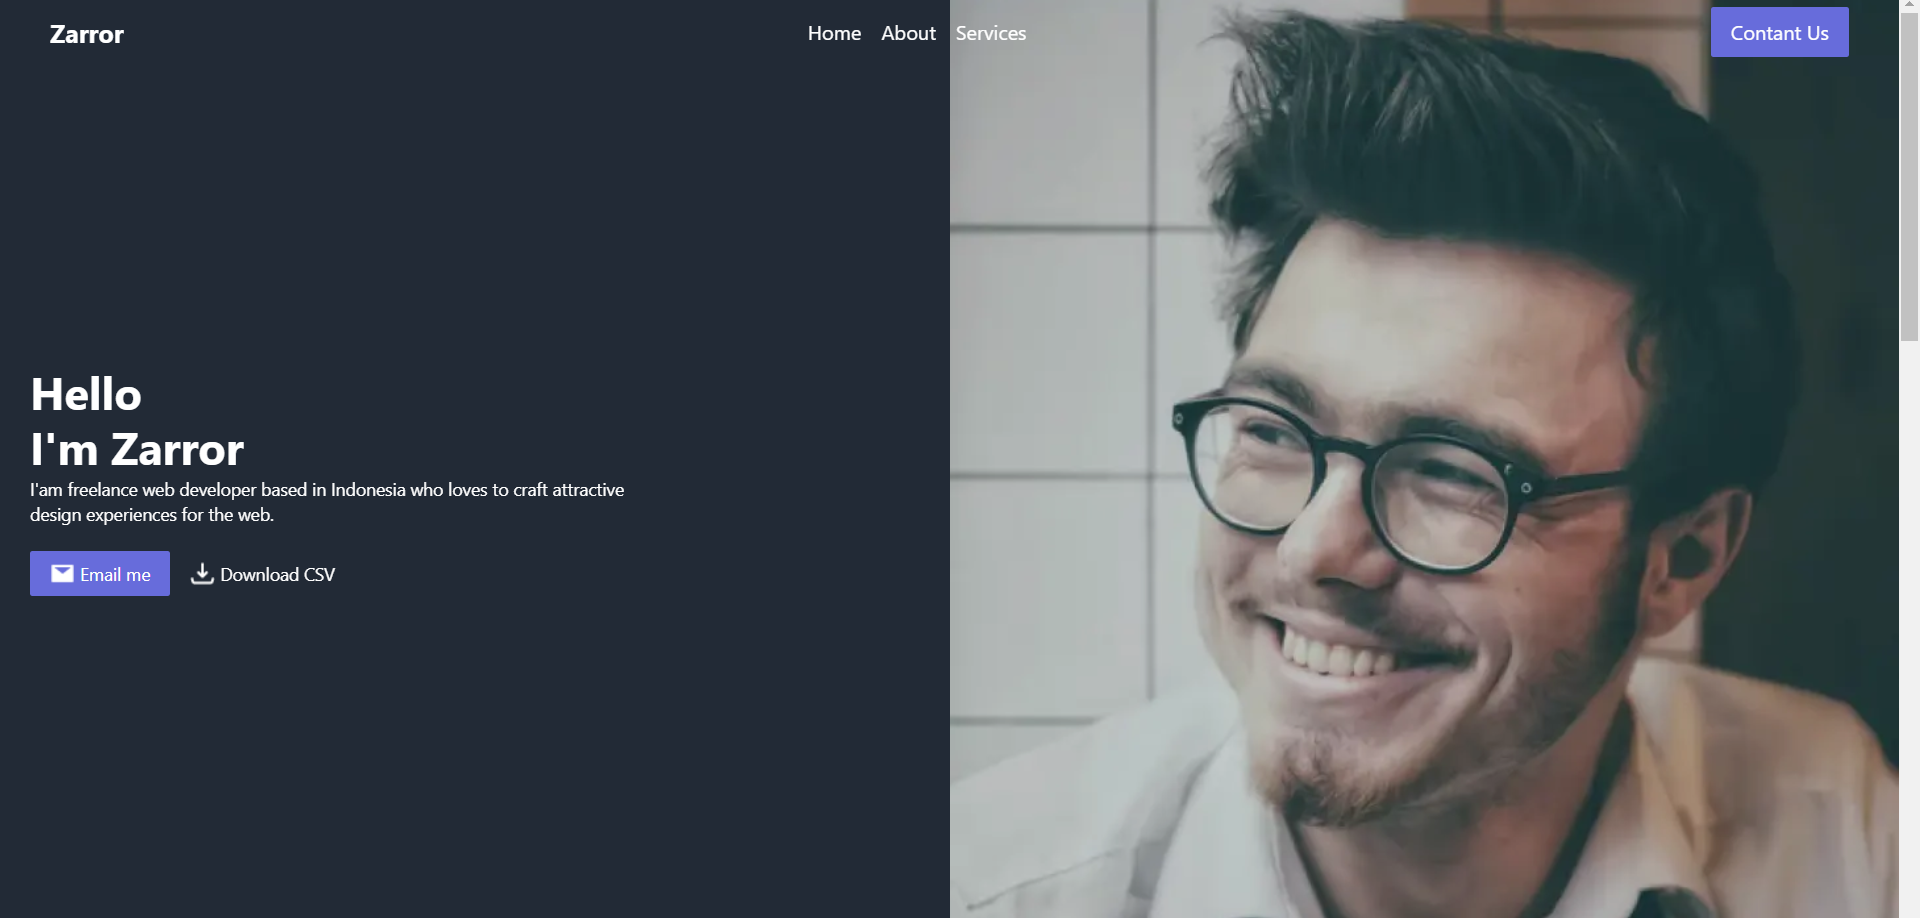 Zarror
Home About Services
Contant Us
Hello
I'm Zarror
I'am freelance web developer based in Indonesia who loves to craft attractive
design experiences for the web.
Email me
Download CSV